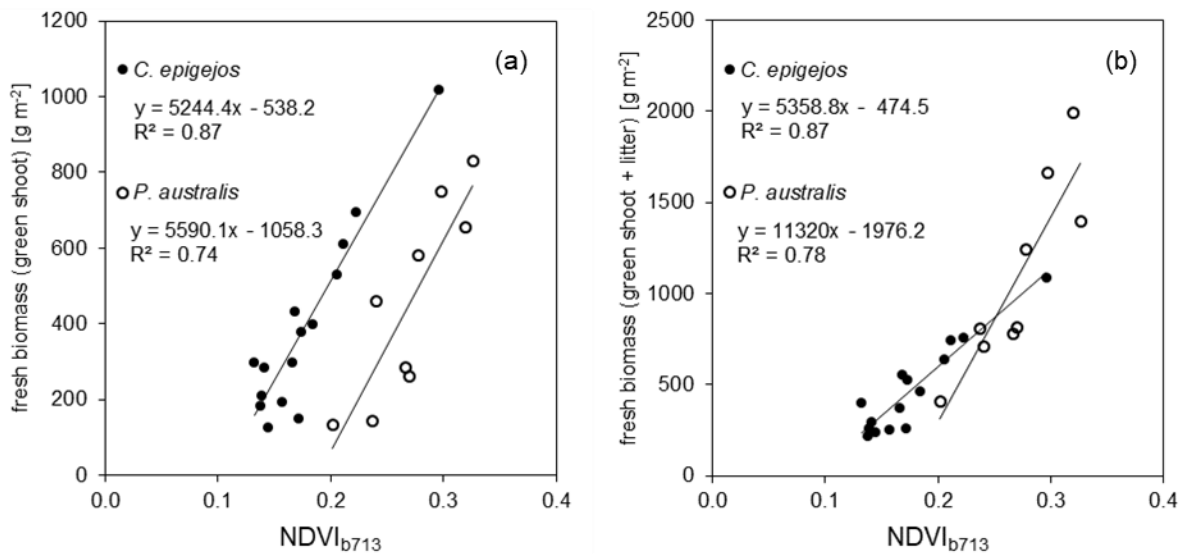 1200
1000
800
600
400
200
0
fresh biomass (green shoot) [g m-2]
(a)
C. epigejos
y = 5244.4x - 538.2
R² = 0.87
P. australis
y = 5590.1x - 1058.3
R² = 0.74
0.0 0.1 0.2 0.3 0.4
NDVIb713
2500
2000
1500
1000
500
0
fresh biomass (green shoot + litter) [g m-2]
(b)
C. epigejos
y = 5358.8x - 474.5
R² = 0.87
P. australis
y = 11320x - 1976.2
R² = 0.78
0.0 0.1 0.2 0.3 0.4
NDVIb713